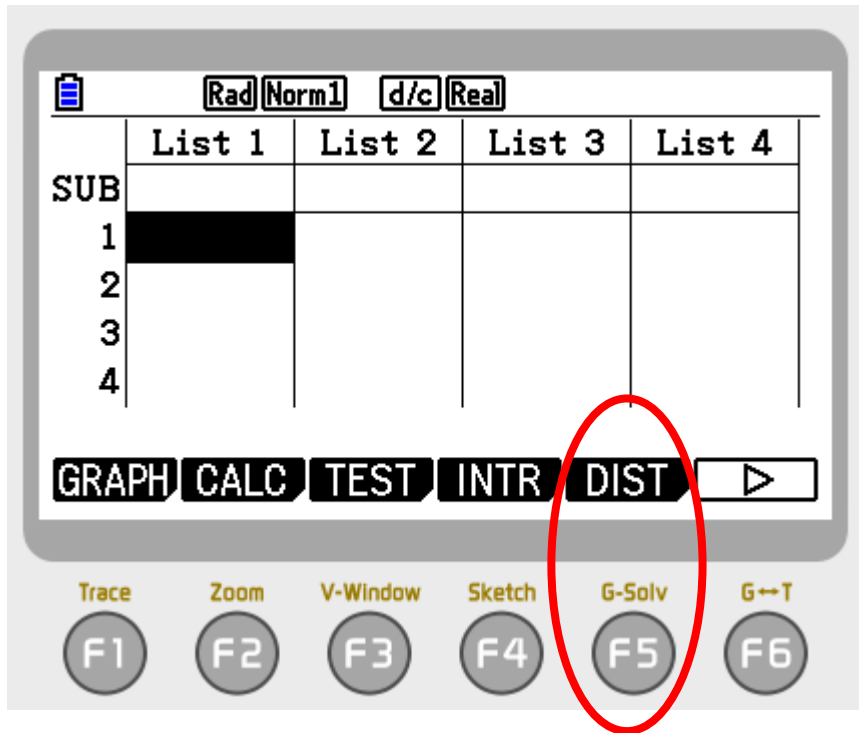 Rad Norm1 d/c Real
List 1 List 2 List 3 List 4
SUB
1
2
3
4
GRAPH CALC TEST INTR DIST ▷
Trace Zoom V-Window Sketch G-Solv G↔T
F1 F2 F3 F4 F5 F6